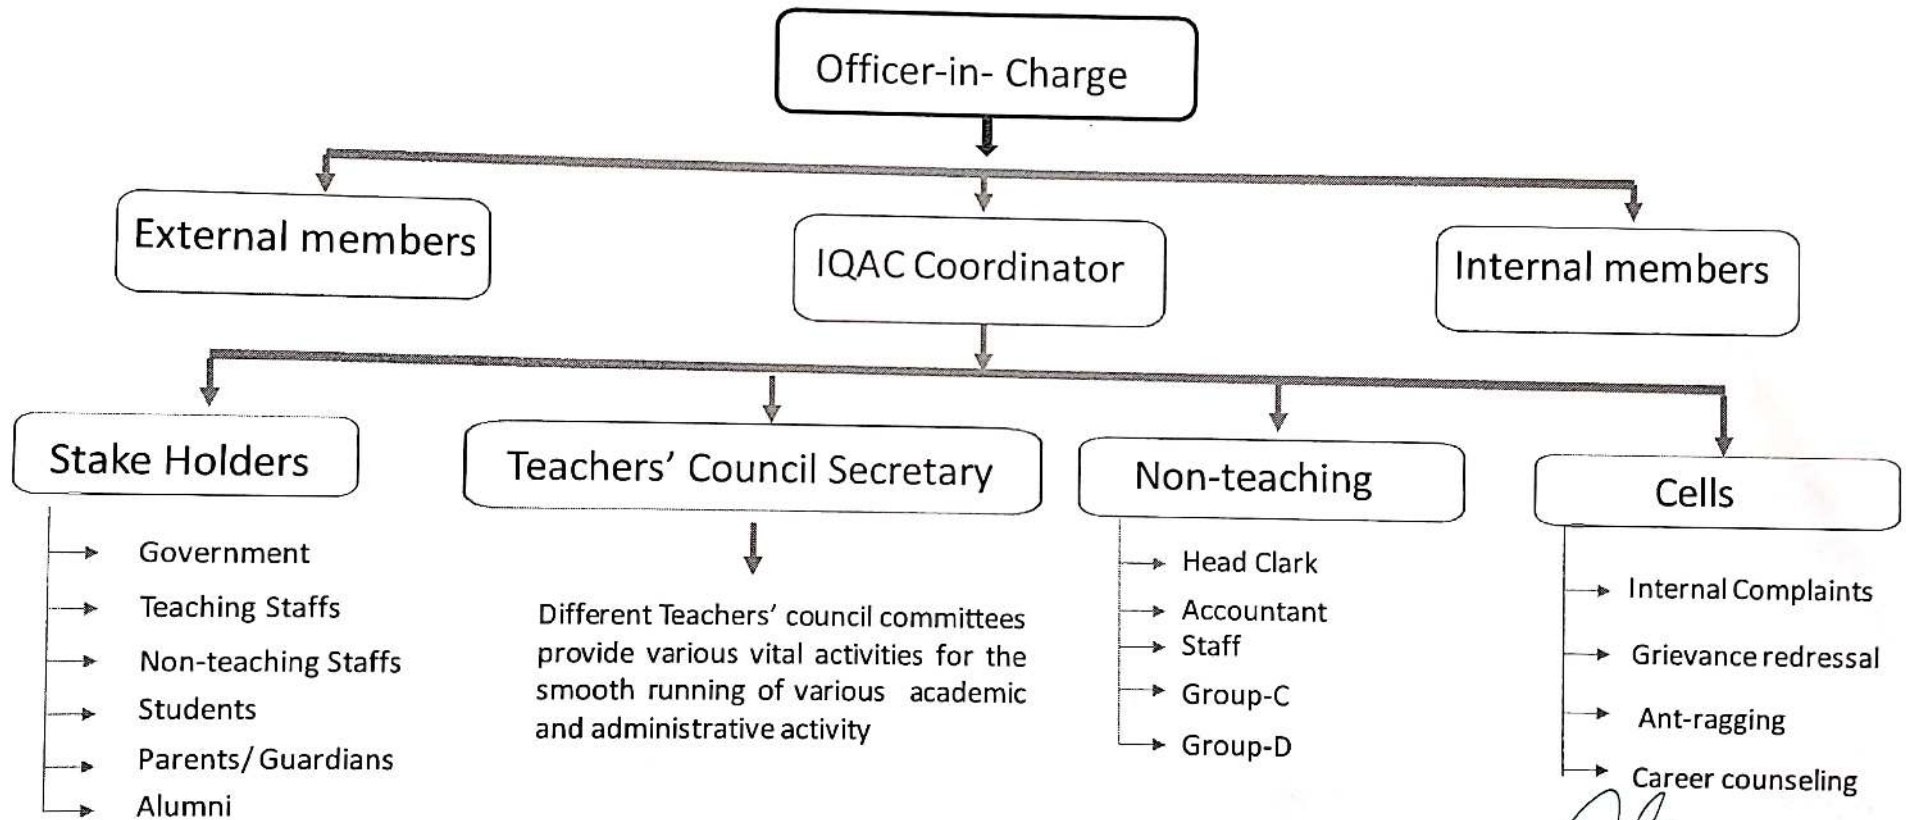 Officer-in- Charge
External members
IQAC Coordinator
Internal members
Stake Holders
Teachers' Council Secretary
Non-teaching
Cells
Government
Teaching Staffs
Non-teaching Staffs
Students
Parents/ Guardians
Alumni
Different Teachers' council committees
provide various vital activities for the
smooth running of various academic
and administrative activity
Head Clark
Accountant
Staff
Group-C
Group-D
Internal Complaints
Grievance redressal
Ant-ragging
Career counseling